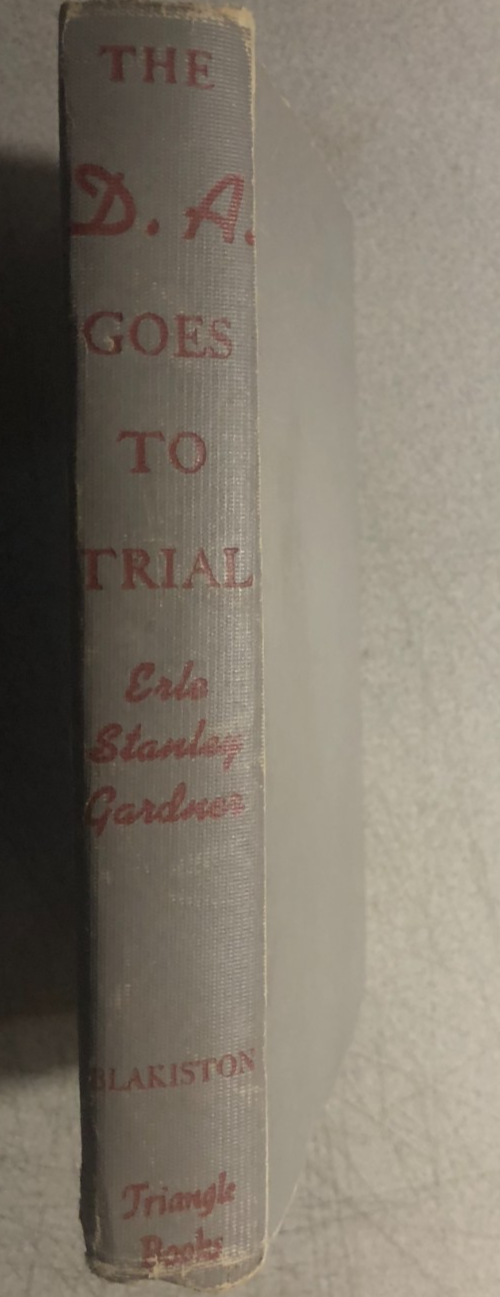 THE
D. A.
GOES
TO
TRIAL
Erle
Stanley
Gardner
BLAKISTON
Triangle
Books